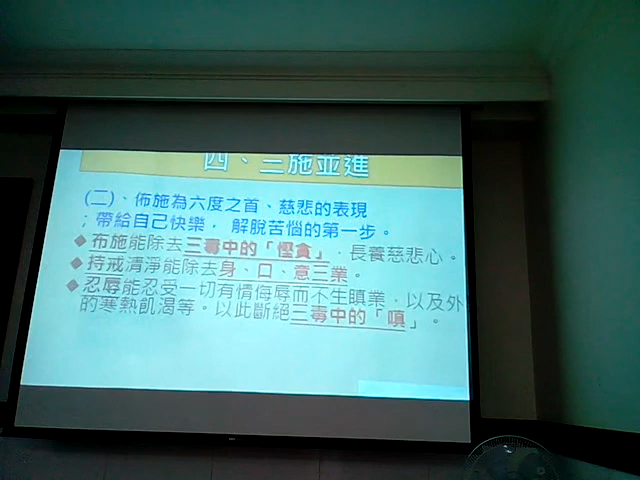 四、三施並進
(二)、佈施為六度之首、慈悲的表現
；帶給自己快樂， 解脫苦惱的第一步。
◆布施能除去三毒中的「慳貪」，長養慈悲心。
◆持戒清淨能除去身、口、意三業。
◆忍辱能忍受一切有情侮辱而不生瞋業，以及外
的寒熱飢渴等。以此斷絕三毒中的「嗔」。